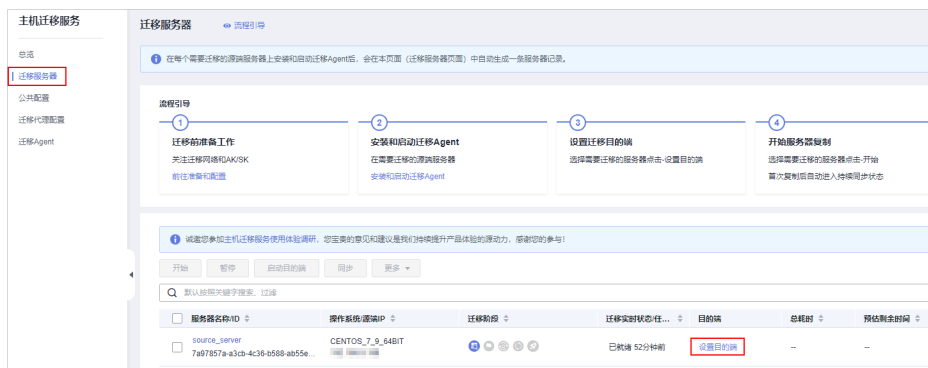 主机迁移服务
总览
迁移服务器
公共配置
迁移代理配置
迁移Agent
迁移服务器 流程引导
在每个需要迁移的源端服务器上安装和启动迁移Agent后，会在本页面（迁移服务器页面）中自动生成一条服务器记录。
流程引导
1 2 3 4
迁移前准备工作 安装和启动迁移Agent 设置迁移目的端 开始服务器复制
关注迁移网络和AK/SK 在需要迁移的源端服务器 选择需要迁移的服务器点击-设置目的端 选择需要迁移的服务器点击-开始
前往准备和配置 安装和启动迁移Agent 首次复制后自动进入持续同步状态
诚邀您参加主机迁移服务使用体验调研，您宝贵的意见和建议是我们持续提升产品体验的源动力，感谢您的参与！
开始 暂停 启动目的端 同步 更多
默认按照关键字搜索、过滤
服务器名称/ID 操作系统/源端IP 迁移阶段 迁移实时状态/任... 目的端 总耗时 预估剩余时间
source_server CENTOS_7_9_64BIT 已就绪 52分钟前 设置目的端 -- --
7a97857a-a3cb-4c36-b588-ab55e...